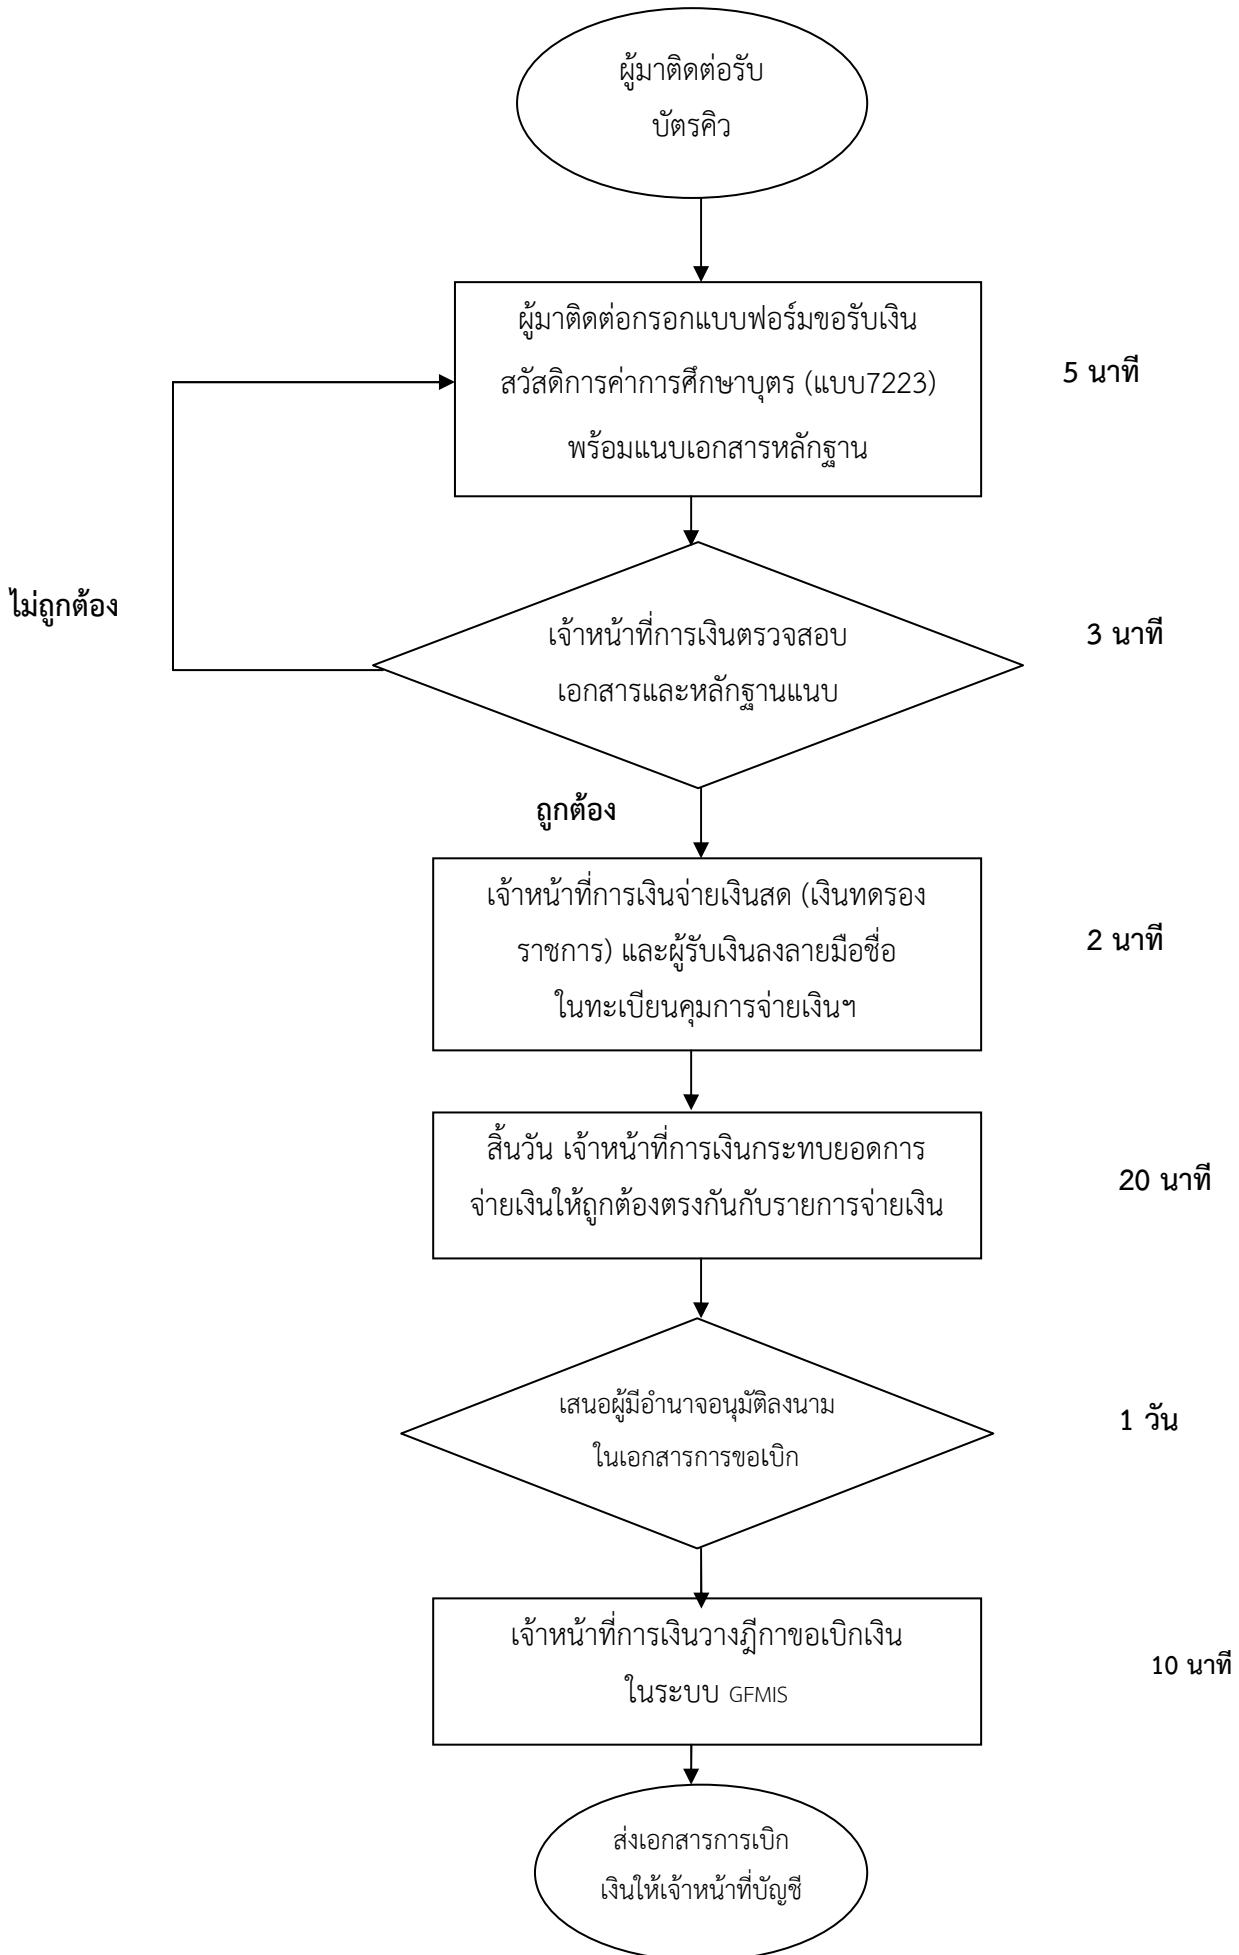 ผู้มาติดต่อรับ
บัตรคิว
ผู้มาติดต่อกรอกแบบฟอร์มขอรับเงิน
สวัสดิการค่าการศึกษาบุตร (แบบ7223)
พร้อมแนบเอกสารหลักฐาน
5 นาที
ไม่ถูกต้อง
เจ้าหน้าที่การเงินตรวจสอบ
เอกสารและหลักฐานแนบ
3 นาที
ถูกต้อง
เจ้าหน้าที่การเงินจ่ายเงินสด (เงินทดรอง
ราชการ) และผู้รับเงินลงลายมือชื่อ
ในทะเบียนคุมการจ่ายเงินฯ
2 นาที
สิ้นวัน เจ้าหน้าที่การเงินกระทบยอดการ
จ่ายเงินให้ถูกต้องตรงกันกับรายการจ่ายเงิน
20 นาที
เสนอผู้มีอำนาจอนุมัติลงนาม
ในเอกสารการขอเบิก
1 วัน
เจ้าหน้าที่การเงินวางฎีกาขอเบิกเงิน
ในระบบ GFMIS
10 นาที
ส่งเอกสารการเบิก
เงินให้เจ้าหน้าที่บัญชี